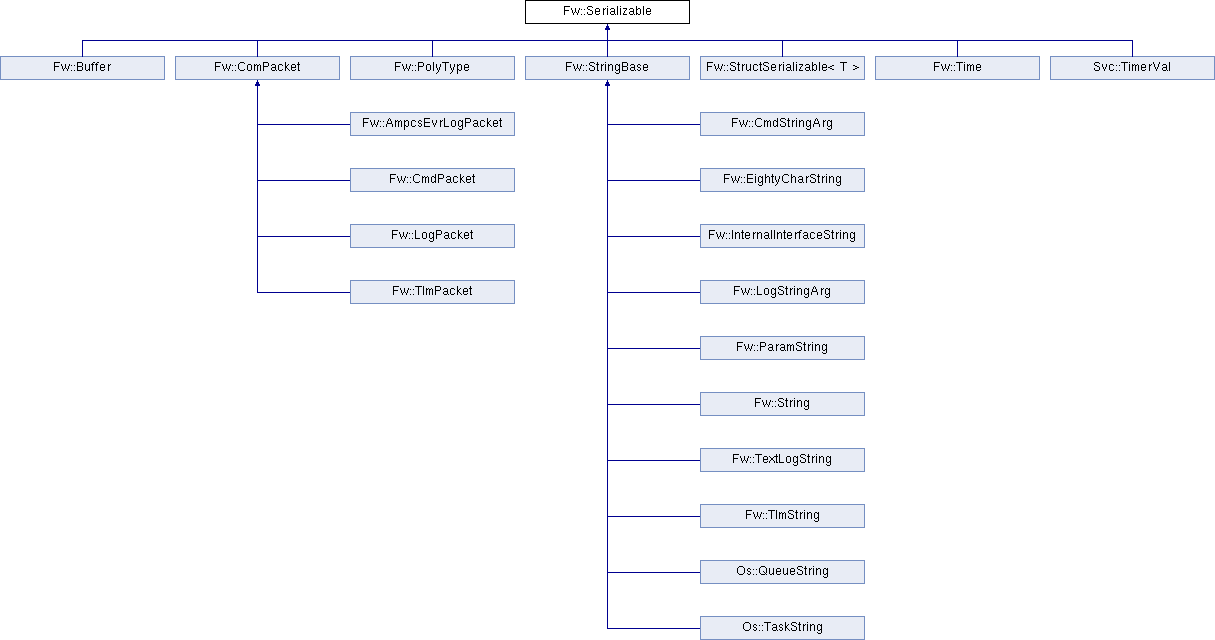 Fw::Serializable
Fw::Buffer
Fw::ComPacket
Fw::PolyType
Fw::StringBase
Fw::StructSerializable< T >
Fw::Time
Svc::TimerVal
Fw::AmpcsEvrLogPacket
Fw::CmdStringArg
Fw::CmdPacket
Fw::EightyCharString
Fw::LogPacket
Fw::InternalInterfaceString
Fw::TlmPacket
Fw::LogStringArg
Fw::ParamString
Fw::String
Fw::TextLogString
Fw::TlmString
Os::QueueString
Os::TaskString